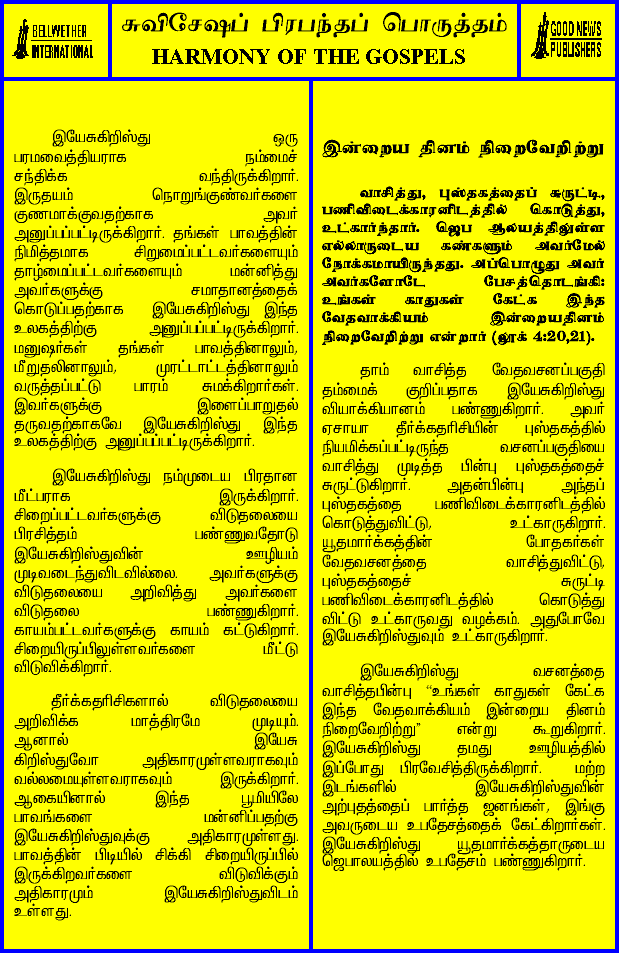 BELLWETHER
INTERNATIONAL
சுவிசேஷப் பிரபந்தப் பொருத்தம்
HARMONY OF THE GOSPELS
GOOD NEWS
PUBLISHERS
இயேசுகிறிஸ்து ஒரு
பரமவைத்தியராக நம்மைச்
சந்திக்க வந்திருக்கிறார்.
இருதயம் நொறுங்குண்வர்களை
குணமாக்குவதற்காக அவர்
அனுப்பப்பட்டிருக்கிறார். தங்கள் பாவத்தின்
நிமித்தமாக சிறுமைப்பட்டவர்களையும்
தாழ்மைப்பட்டவர்களையும் மன்னித்து
அவர்களுக்கு சமாதானத்தைக்
கொடுப்பதற்காக இயேசுகிறிஸ்து இந்த
உலகத்திற்கு அனுப்பப்பட்டிருக்கிறார்.
மனுஷர்கள் தங்கள் பாவத்தினாலும்,
மீறுதலினாலும், முரட்டாட்டத்தினாலும்
வருத்தப்பட்டு பாரம் சுமக்கிறார்கள்.
இவர்களுக்கு இளைப்பாறுதல்
தருவதற்காகவே இயேசுகிறிஸ்து இந்த
உலகத்திற்கு அனுப்பப்பட்டிருக்கிறார்.
இயேசுகிறிஸ்து நம்முடைய பிரதான
மீட்பராக இருக்கிறார்.
சிறைப்பட்டவர்களுக்கு விடுதலையை
பிரசித்தம் பண்ணுவதோடு
இயேசுகிறிஸ்துவின் ஊழியம்
முடிவடைந்துவிடவில்லை. அவர்களுக்கு
விடுதலையை அறிவித்து அவர்களை
விடுதலை பண்ணுகிறார்.
காயம்பட்டவர்களுக்கு காயம் கட்டுகிறார்.
சிறையிருப்பிலுள்ளவர்களை மீட்டு
விடுவிக்கிறார்.
தீர்க்கதரிசிகளால் விடுதலையை
அறிவிக்க மாத்திரமே முடியும்.
ஆனால் இயேசு
கிறிஸ்துவோ அதிகாரமுள்ளவராகவும்
வல்லமையுள்ளவராகவும் இருக்கிறார்.
ஆகையினால் இந்த பூமியிலே
பாவங்களை மன்னிப்பதற்கு
இயேசுகிறிஸ்துவுக்கு அதிகாரமுள்ளது.
பாவத்தின் பிடியில் சிக்கி சிறையிருப்பில்
இருக்கிறவர்களை விடுவிக்கும்
அதிகாரமும் இயேசுகிறிஸ்துவிடம்
உள்ளது.
இன்றைய தினம் நிறைவேறிற்று
வாசித்து, புஸ்தகத்தைப் சுருட்டி.,
பணிவிடைக்காரனிடத்தில் கொடுத்து,
உட்கார்ந்தார். ஜெப ஆலயத்திலுள்ள
எல்லாருடைய கண்களும் அவர்மேல்
நோக்கமாயிருந்தது. அப்பொழுது அவர்
அவர்களோடே பேசத்தொடங்கி:
உங்கள் காதுகள் கேட்க இந்த
வேதவாக்கியம் இன்றையதினம்
நிறைவேறிற்று என்றார் (லூக் 4:20,21).
தாம் வாசித்த வேதவசனப்பகுதி
தம்மைக் குறிப்பதாக இயேசுகிறிஸ்து
வியாக்கியானம் பண்ணுகிறார். அவர்
ஏசாயா தீர்க்கதரிசியின் புஸ்தகத்தில்
நியமிக்கப்பட்டிருந்த வசனப்பகுதியை
வாசித்து முடித்த பின்பு புஸ்தகத்தைச்
சுருட்டுகிறார். அதன்பின்பு அந்தப்
புஸ்தகத்தை பணிவிடைக்காரனிடத்தில்
கொடுத்துவிட்டு, உட்காருகிறார்.
யூதமார்க்கத்தின் போதகர்கள்
வேதவசனத்தை வாசித்துவிட்டு,
புஸ்தகத்தைச் சுருட்டி
பணிவிடைக்காரனிடத்தில் கொடுத்து
விட்டு உட்காருவது வழக்கம். அதுபோவே
இயேசுகிறிஸ்துவும் உட்காருகிறார்.
இயேசுகிறிஸ்து வசனத்தை
வாசித்தபின்பு "உங்கள் காதுகள் கேட்க
இந்த வேதவாக்கியம் இன்றைய தினம்
நிறைவேறிற்று" என்று கூறுகிறார்.
இயேசுகிறிஸ்து தமது ஊழியத்தில்
இப்போது பிரவேசித்திருக்கிறார். மற்ற
இடங்களில் இயேசுகிறிஸ்துவின்
அற்புதத்தைப் பார்த்த ஜனங்கள், இங்கு
அவருடைய உபதேசத்தைக் கேட்கிறார்கள்.
இயேசுகிறிஸ்து யூதமார்க்கத்தாருடைய
ஜெபாலயத்தில் உபதேசம் பண்ணுகிறார்.